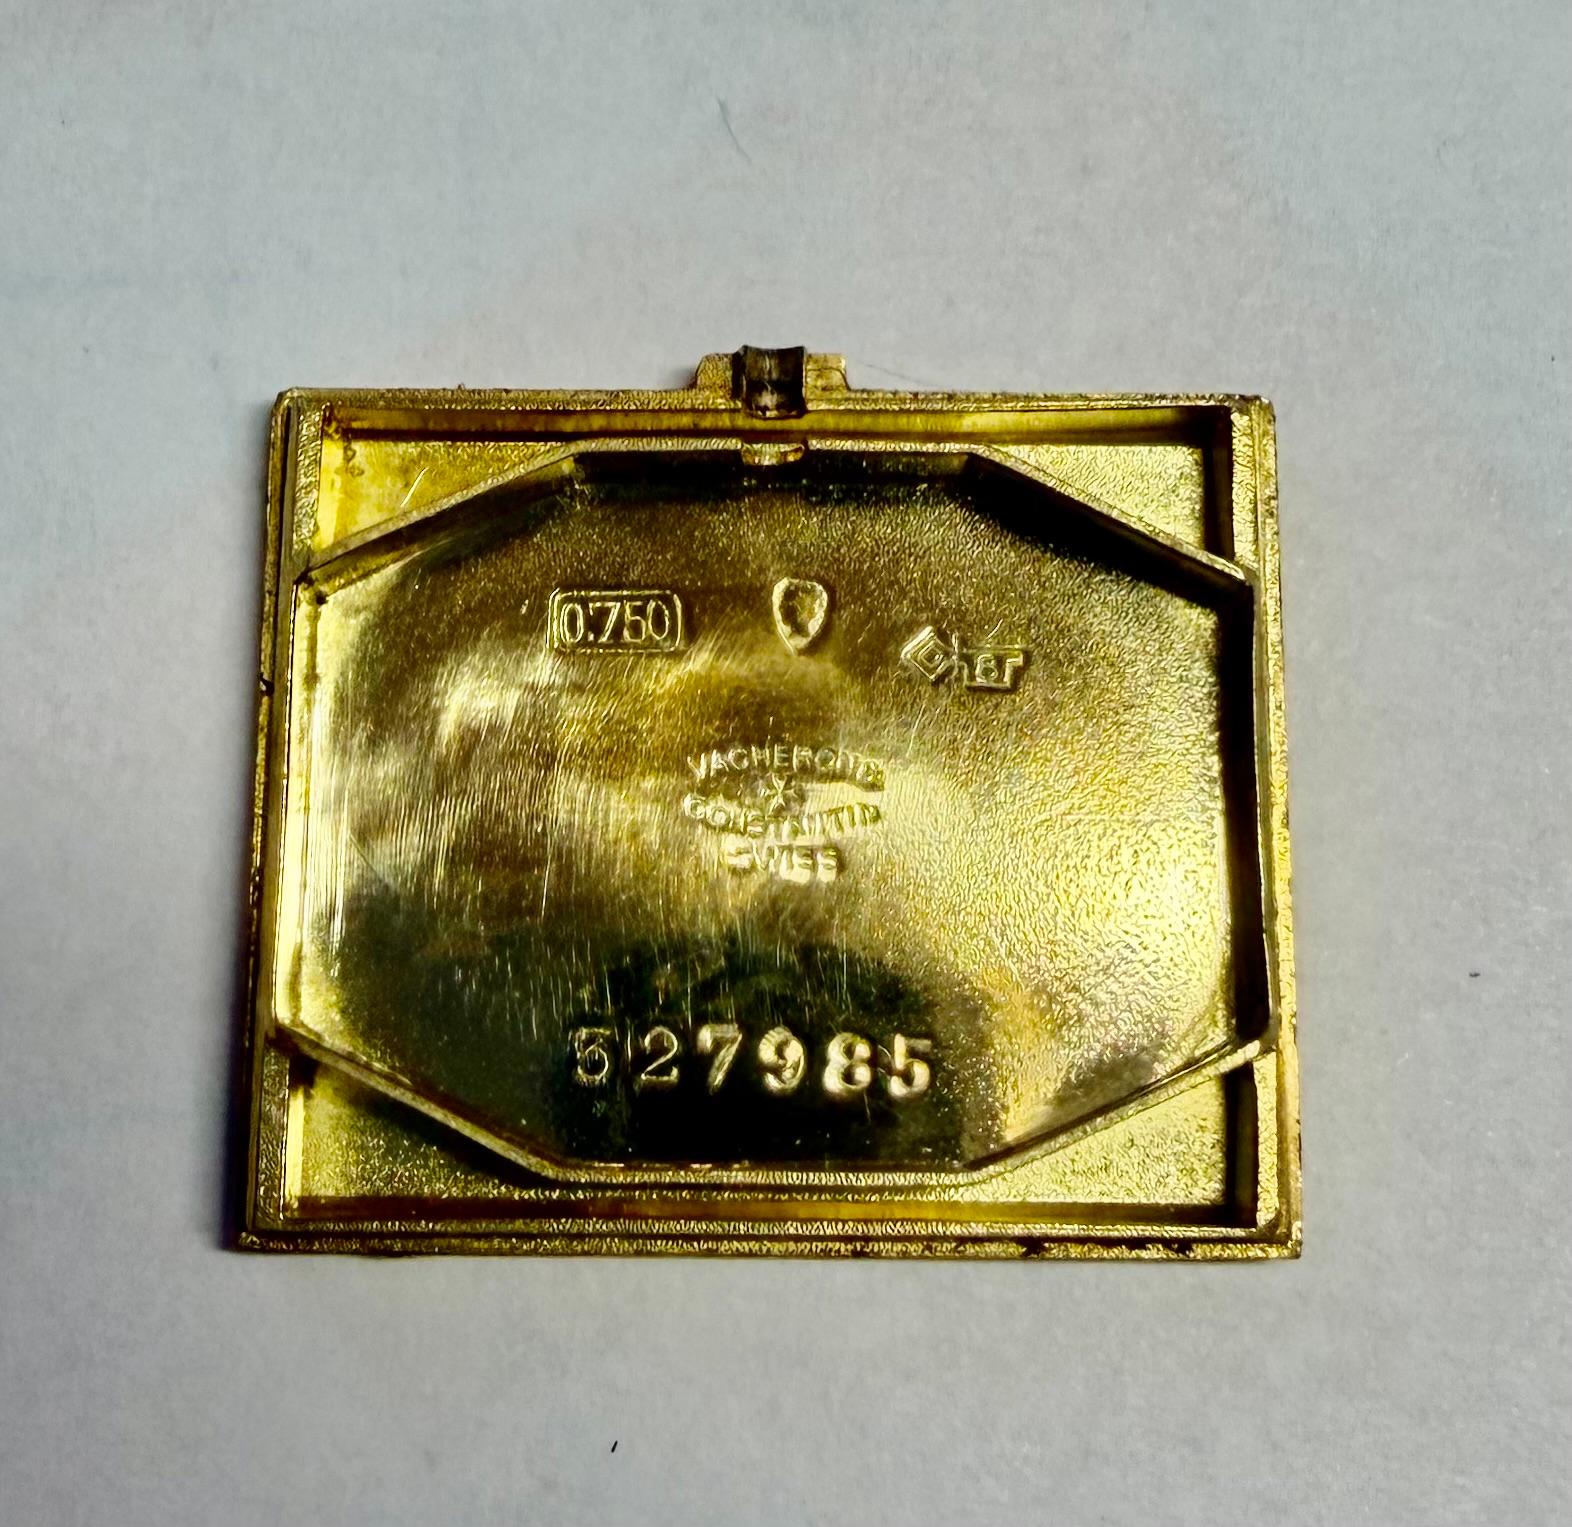 0.750
VACHERON &
CONSTANTIN
SWISS
527985